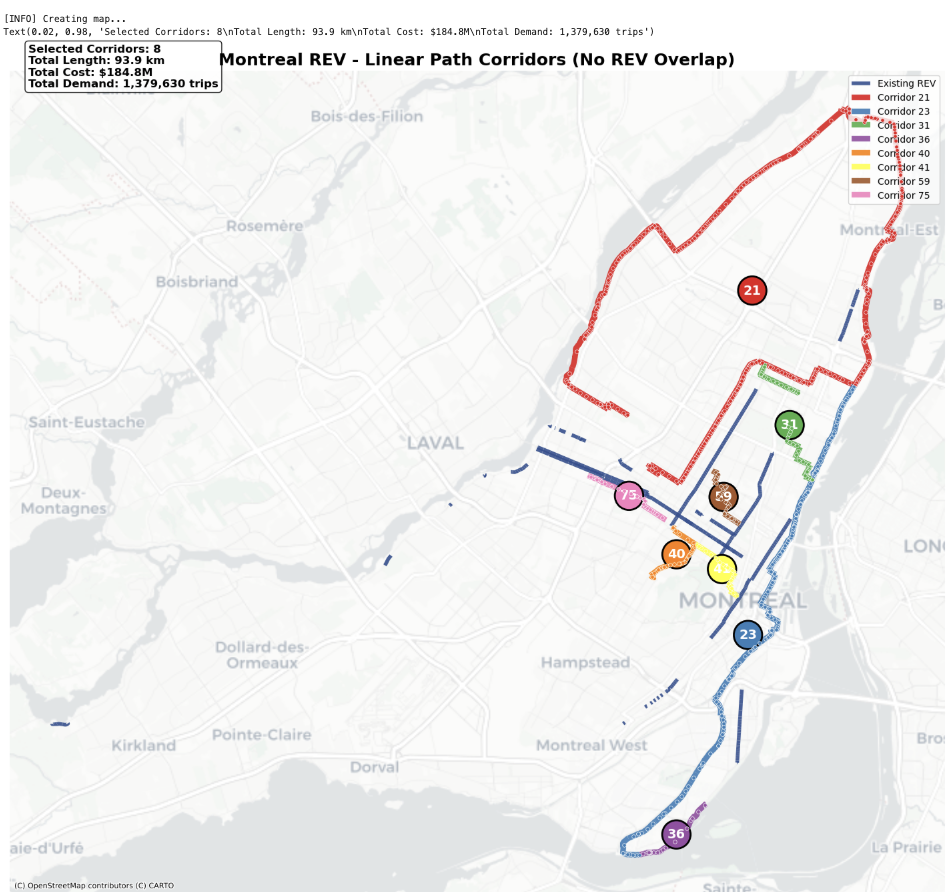 [INFO] Creating map...
Text(0.02, 0.98, 'Selected Corridors: 8\nTotal Length: 93.9 km\nTotal Cost: $184.8M\nTotal Demand: 1,379,630 trips')
Selected Corridors: 8
Total Length: 93.9 km
Total Cost: $184.8M
Total Demand: 1,379,630 trips
Montreal REV - Linear Path Corridors (No REV Overlap)
Existing REV
Corridor 21
Corridor 23
Corridor 31
Corridor 36
Corridor 40
Corridor 41
Corridor 59
Corridor 75
Bois-des-Filion
Rosemère
Montréal-Est
Boisbriand
21
Saint-Eustache
31
LAVAL
Deux-
Montagnes
75
59
40
41
MONTRÉAL
23
Dollard-des-
Ormeaux
Hampstead
Kirkland
Pointe-Claire
Montreal West
Dorval
36
aie-d'Urfé
La Prairie
Sainte-
(C) OpenStreetMap contributors (C) CARTO